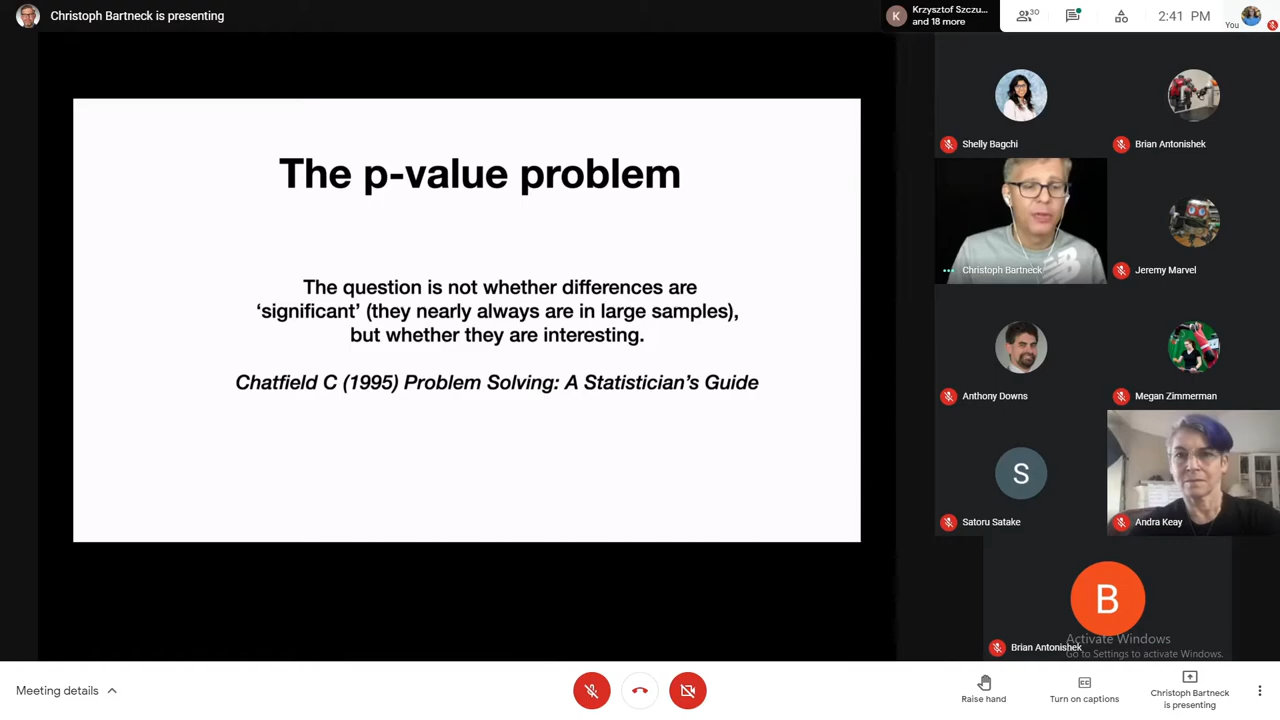 Christoph Bartneck is presenting
K
Krzysztof Szczu...
and 18 more
30
2:41 PM
You
The p-value problem
The question is not whether differences are
‘significant’ (they nearly always are in large samples),
but whether they are interesting.
Chatfield C (1995) Problem Solving: A Statistician’s Guide
Shelly Bagchi
Brian Antonishek
Christoph Bartneck
Jeremy Marvel
Anthony Downs
Megan Zimmerman
S
Satoru Satake
Andra Keay
B
Brian Antonishek
Activate Windows
Go to Settings to activate Windows.
Meeting details
Raise hand
Turn on captions
Christoph Bartneck
is presenting